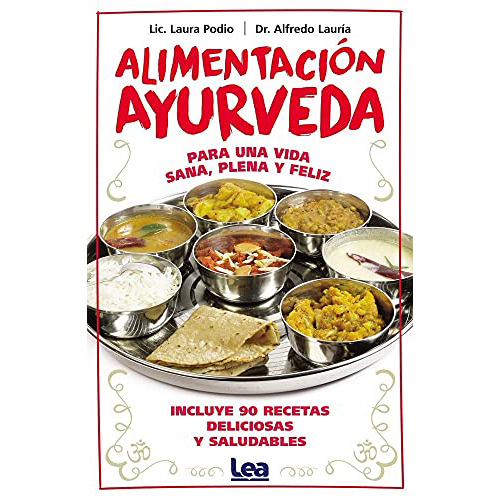 Lic. Laura Podio | Dr. Alfredo Lauría
ALIMENTACIÓN
AYURVEDA
PARA UNA VIDA
SANA, PLENA Y FELIZ
INCLUYE 90 RECETAS
DELICIOSAS
Y SALUDABLES
ॐ ॐ
Lea